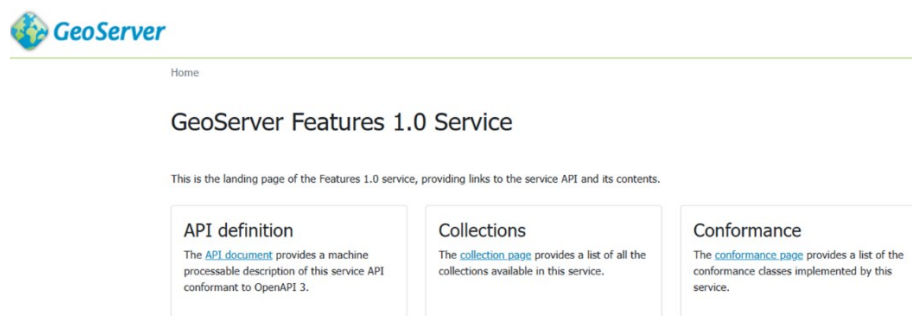 GeoServer
Home
GeoServer Features 1.0 Service
This is the landing page of the Features 1.0 service, providing links to the service API and its contents.
API definition
The API document provides a machine
processable description of this service API
conformant to OpenAPI 3.
Collections
The collection page provides a list of all the
collections available in this service.
Conformance
The conformance page provides a list of the
conformance classes implemented by this
service.